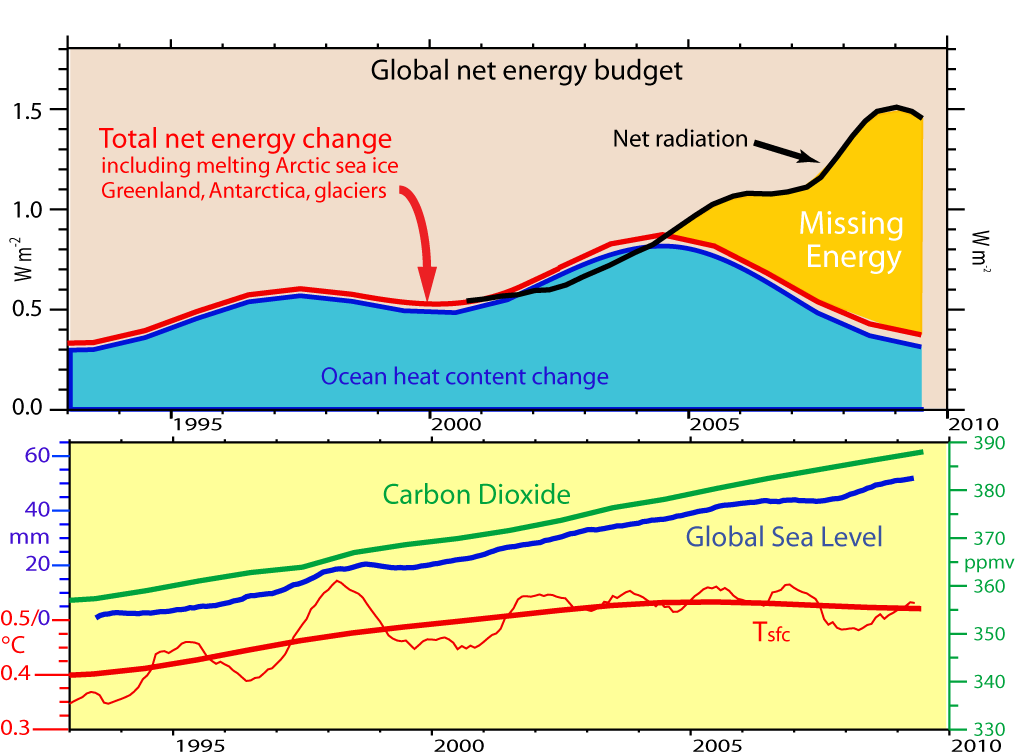 Global net energy budget
Total net energy change
including melting Arctic sea ice
Greenland, Antarctica, glaciers
Net radiation
Missing
Energy
Ocean heat content change
1.5
1.0
0.5
0.0
W m-2
W m-2
1995
2000
2005
2010
60
40
mm
20
0.5/0
°C
0.4
0.3
Carbon Dioxide
Global Sea Level
Tsfc
390
380
370
ppmv
360
350
340
330
1995
2000
2005
2010